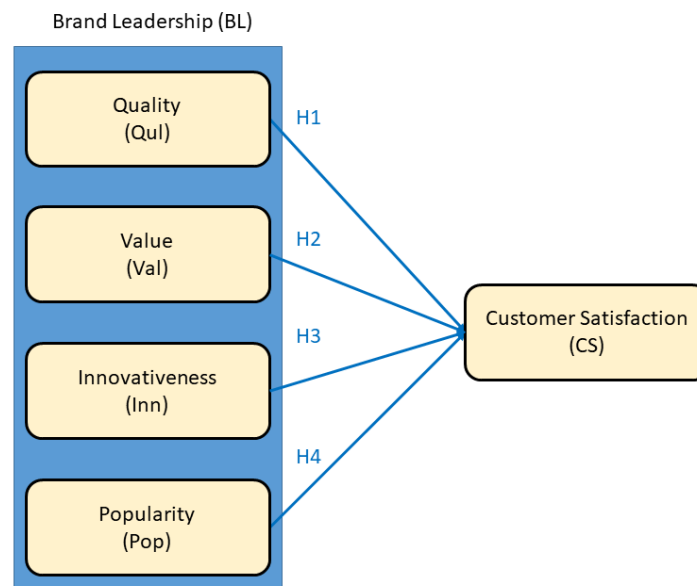 Brand Leadership (BL)
Quality
(Qul)
H1
Value
(Val)
H2
Customer Satisfaction
(CS)
H3
Innovativeness
(Inn)
H4
Popularity
(Pop)